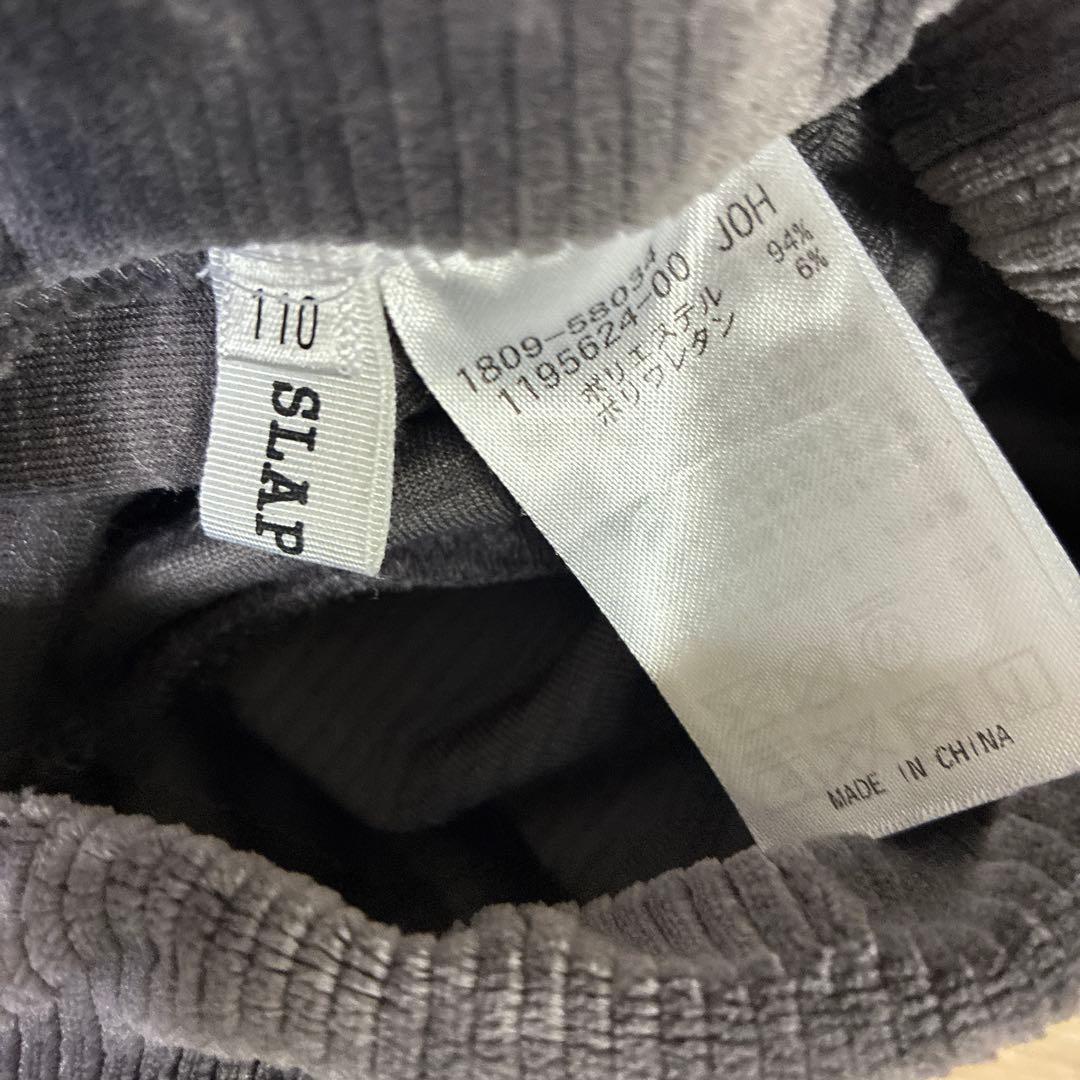 110
SLAP
1809-58034
1195624-00 JOH
ポリエステル 94%
ポリウレタン 6%
MADE IN CHINA